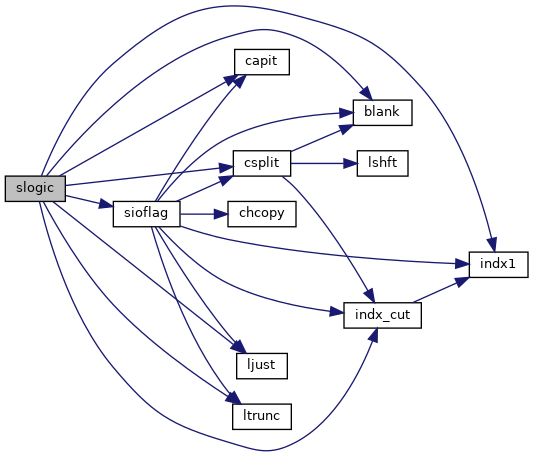 capit
blank
csplit
lshft
slogic
sioflag
chcopy
indx1
indx_cut
ljust
ltrunc